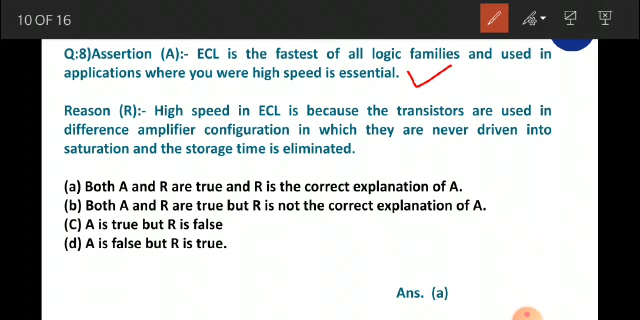 10 OF 16
Q:8)Assertion (A):- ECL is the fastest of all logic families and used in
applications where you were high speed is essential.
Reason (R):- High speed in ECL is because the transistors are used in
difference amplifier configuration in which they are never driven into
saturation and the storage time is eliminated.
(a) Both A and R are true and R is the correct explanation of A.
(b) Both A and R are true but R is not the correct explanation of A.
(C) A is true but R is false
(d) A is false but R is true.
Ans. (a)